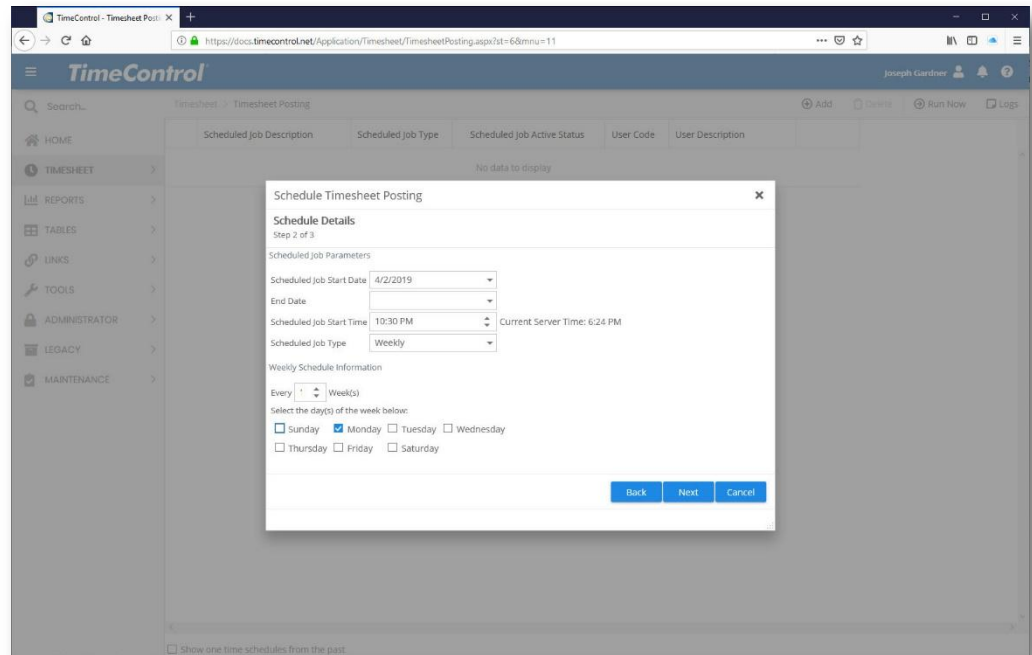 TimeControl - Timesheet Posti
https://docs.timecontrol.net/Application/Timesheet/TimesheetPosting.aspx?st=6&mnu=11
TimeControl
Joseph Gardner
Search...
Timesheet / Timesheet Posting
Add Delete Run Now Logs
Scheduled Job Description Scheduled Job Type Scheduled Job Active Status User Code User Description
No data to display
HOME
TIMESHEET
REPORTS
TABLES
LINKS
TOOLS
ADMINISTRATOR
LEGACY
MAINTENANCE
Schedule Timesheet Posting
Schedule Details
Step 2 of 3
Scheduled Job Parameters
Scheduled Job Start Date 4/2/2019
End Date
Scheduled Job Start Time 10:30 PM Current Server Time: 6:24 PM
Scheduled Job Type Weekly
Weekly Schedule Information
Every 1 Week(s)
Select the day(s) of the week below:
Sunday Monday Tuesday Wednesday
Thursday Friday Saturday
Back Next Cancel
Show one time schedules from the past